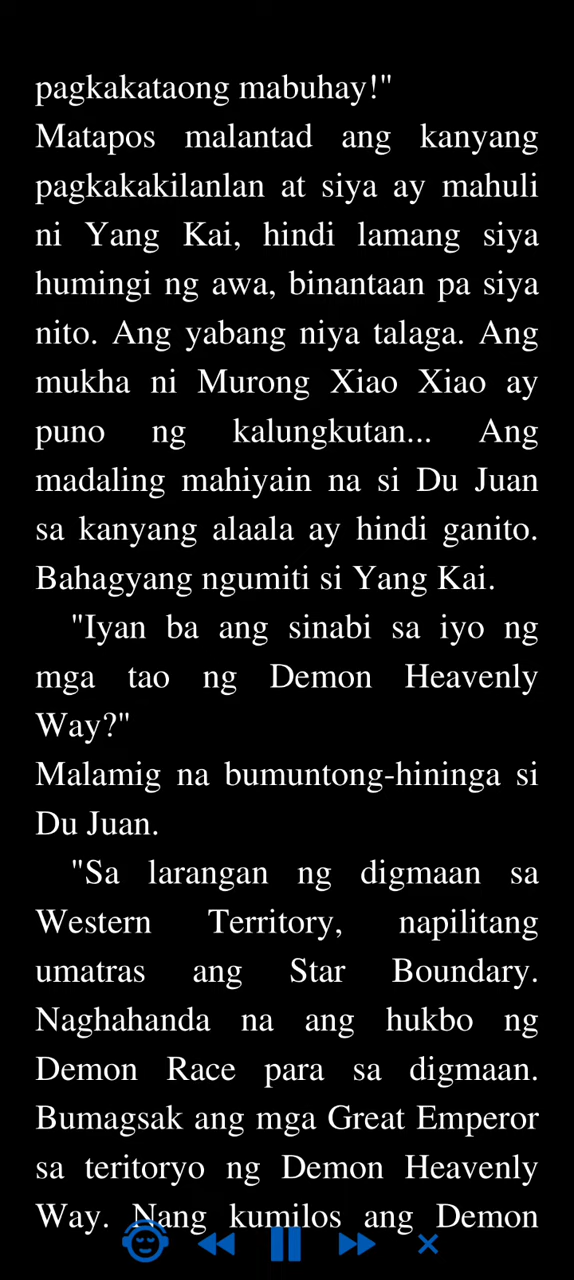 pagkakataong mabuhay!"
Matapos malantad ang kanyang
pagkakakilanlan at siya ay mahuli
ni Yang Kai, hindi lamang siya
humingi ng awa, binantaan pa siya
nito. Ang yabang niya talaga. Ang
mukha ni Murong Xiao Xiao ay
puno ng kalungkutan... Ang
madaling mahiyain na si Du Juan
sa kanyang alaala ay hindi ganito.
Bahagyang ngumiti si Yang Kai.
"Iyan ba ang sinabi sa iyo ng
mga tao ng Demon Heavenly
Way?"
Malamig na bumuntong-hininga si
Du Juan.
"Sa larangan ng digmaan sa
Western Territory, napilitang
umatras ang Star Boundary.
Naghahanda na ang hukbo ng
Demon Race para sa digmaan.
Bumagsak ang mga Great Emperor
sa teritoryo ng Demon Heavenly
Way. Nang kumilos ang Demon